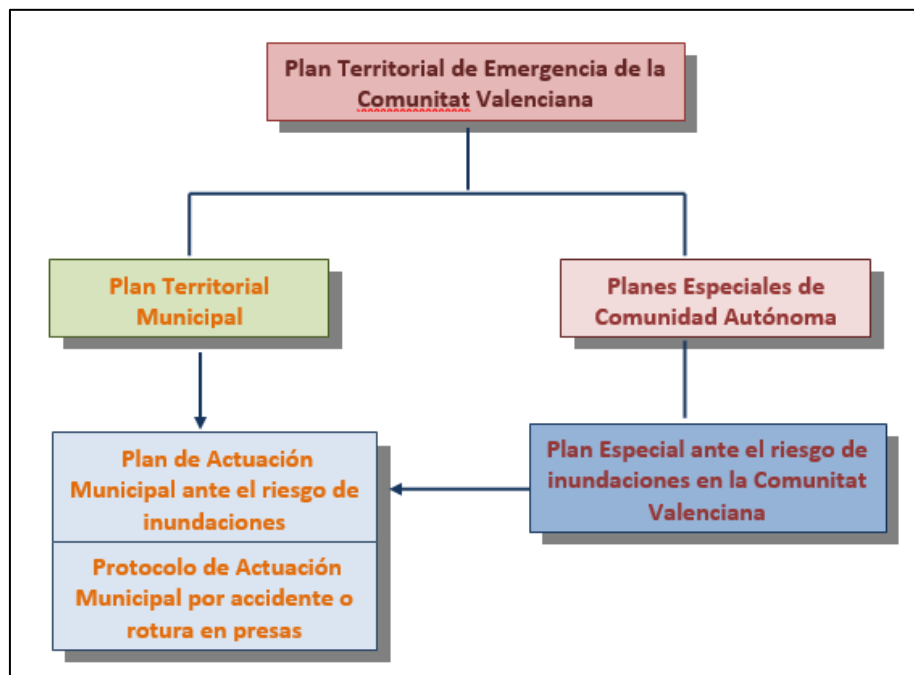 Plan Territorial de Emergencia de la
Comunitat Valenciana
Plan Territorial
Municipal
Planes Especiales de
Comunidad Autónoma
Plan de Actuación
Municipal ante el riesgo de
inundaciones
Plan Especial ante el riesgo de
inundaciones en la Comunitat
Valenciana
Protocolo de Actuación
Municipal por accidente o
rotura en presas